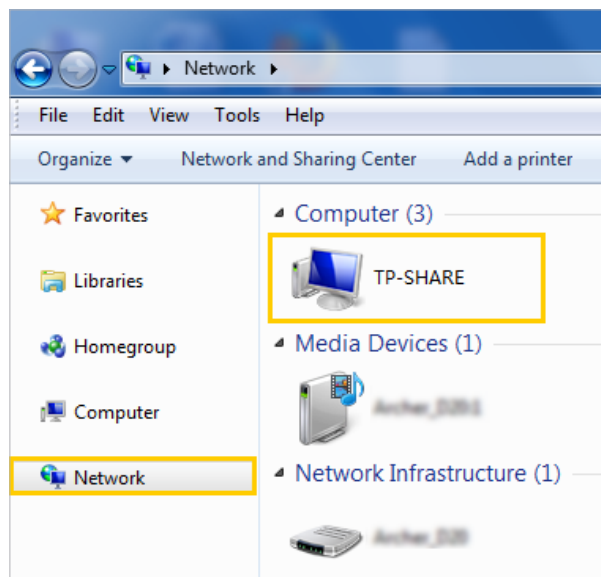 Network
File Edit View Tools Help
Organize Network and Sharing Center Add a printer
Favorites
Libraries
Homegroup
Computer
Network
Computer (3)
TP-SHARE
Media Devices (1)
Network Infrastructure (1)